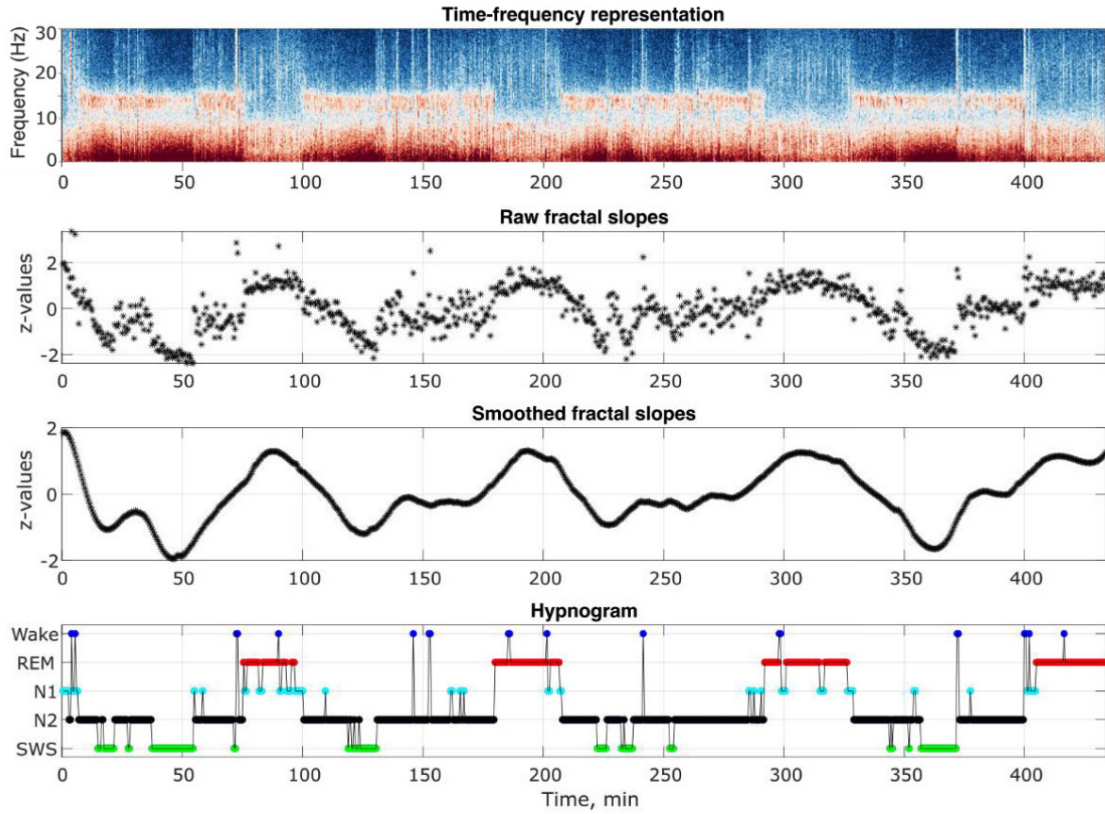 Time-frequency representation
Frequency (Hz)
30
20
10
0
0 50 100 150 200 250 300 350 400
Raw fractal slopes
z-values
2
0
-2
0 50 100 150 200 250 300 350 400
Smoothed fractal slopes
z-values
2
0
-2
0 50 100 150 200 250 300 350 400
Hypnogram
Wake
REM
N1
N2
SWS
0 50 100 150 200 250 300 350 400
Time, min